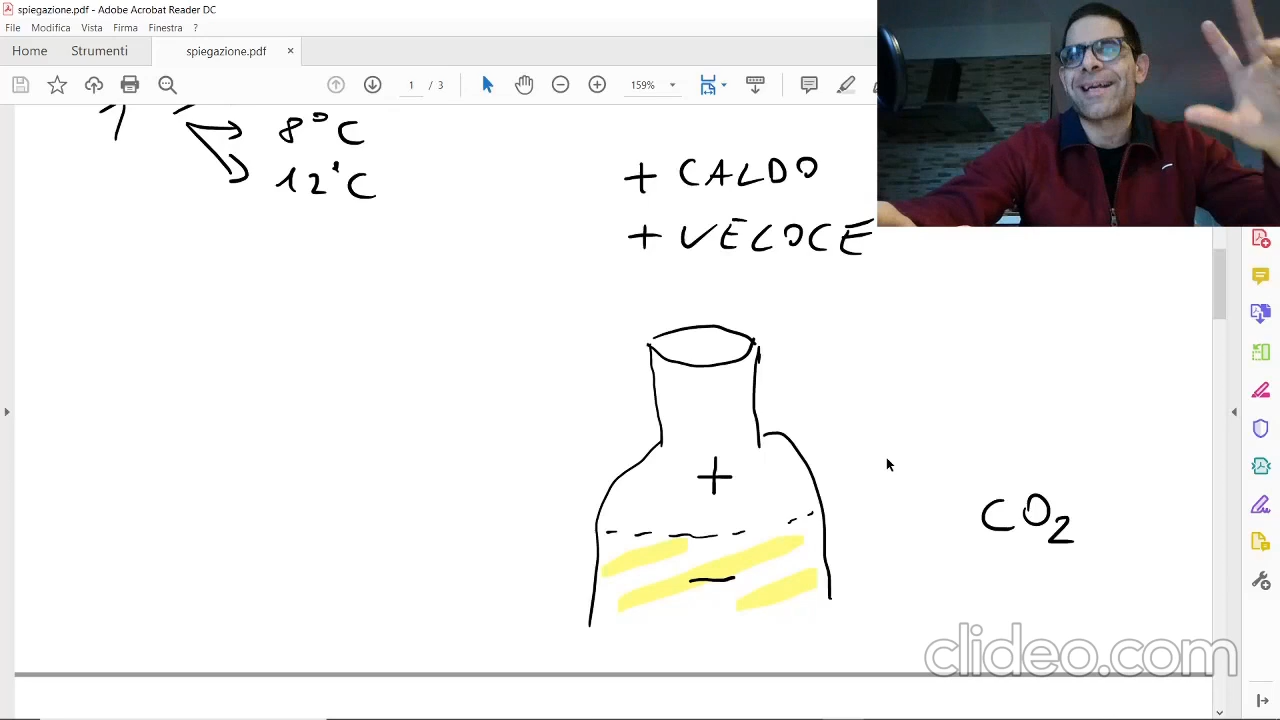 spiegazione.pdf - Adobe Acrobat Reader DC
File Modifica Vista Firma Finestra ?
Home Strumenti spiegazione.pdf ×
1 / 3 159%
8°C
12°C
+ CALDO
+ VELOCE
+
CO2
−
clideo.com